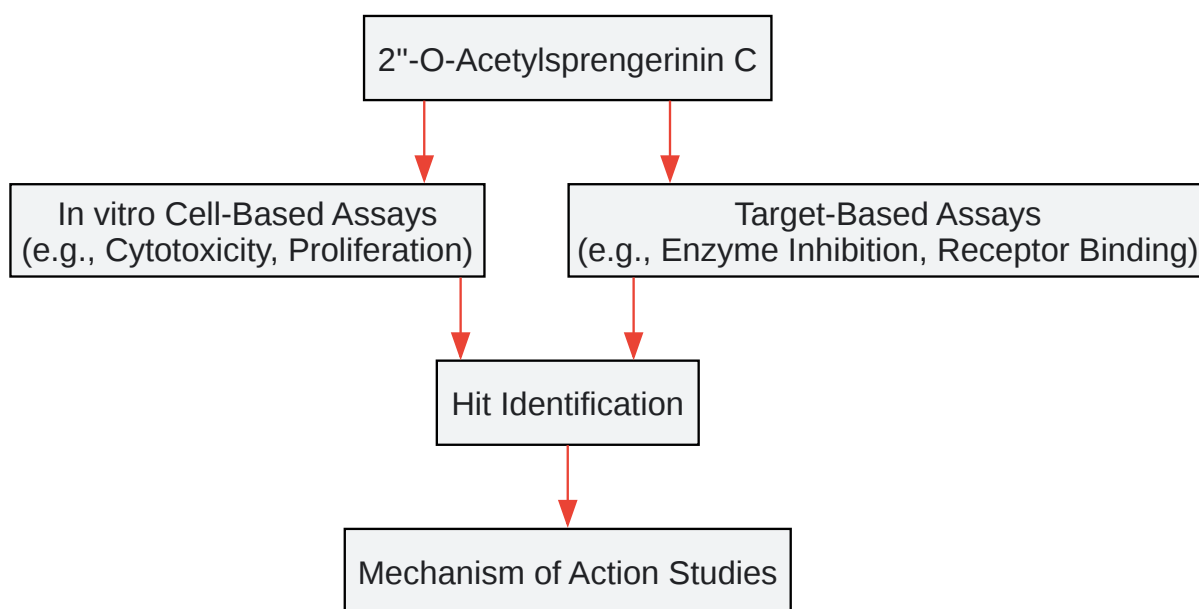 2"-O-Acetylsprengerinin C
In vitro Cell-Based Assays
(e.g., Cytotoxicity, Proliferation)
Target-Based Assays
(e.g., Enzyme Inhibition, Receptor Binding)
Hit Identification
Mechanism of Action Studies